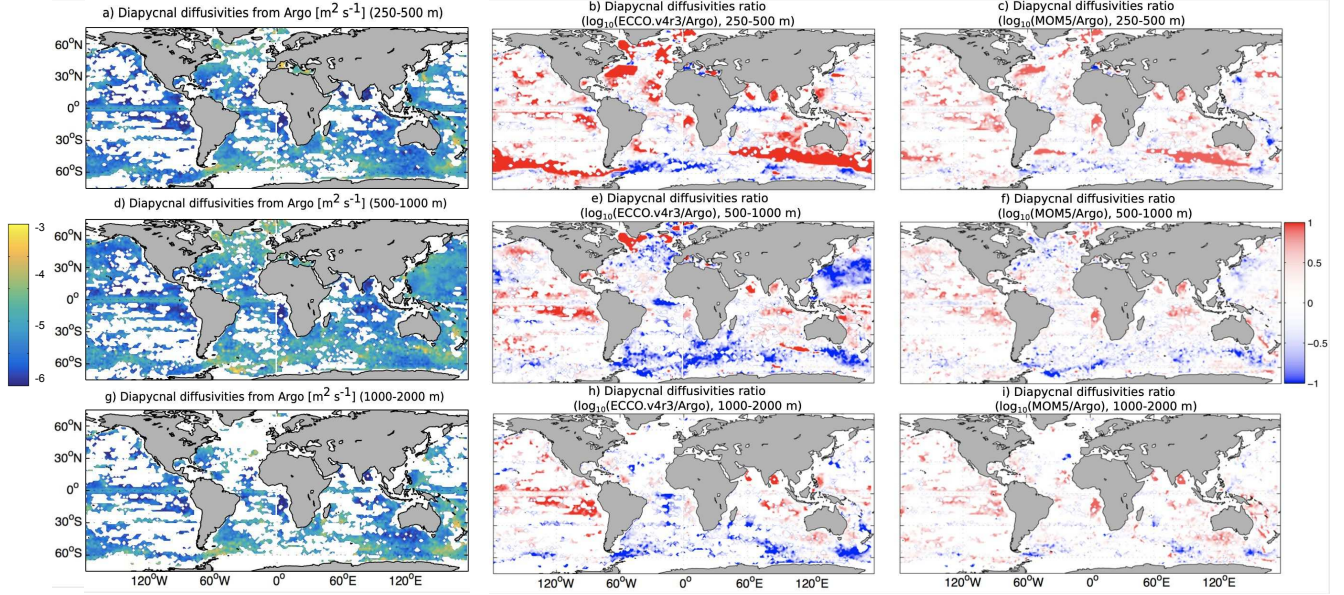 a) Diapycnal diffusivities from Argo [m² s⁻¹] (250-500 m)
60°N
30°N
0°
30°S
60°S
b) Diapycnal diffusivities ratio
(log₁₀(ECCO.v4r3/Argo), 250-500 m)
c) Diapycnal diffusivities ratio
(log₁₀(MOM5/Argo), 250-500 m)
d) Diapycnal diffusivities from Argo [m² s⁻¹] (500-1000 m)
-3
-4
-5
-6
60°N
30°N
0°
30°S
60°S
e) Diapycnal diffusivities ratio
(log₁₀(ECCO.v4r3/Argo), 500-1000 m)
f) Diapycnal diffusivities ratio
(log₁₀(MOM5/Argo), 500-1000 m)
1
0.5
0
−0.5
−1
g) Diapycnal diffusivities from Argo [m² s⁻¹] (1000-2000 m)
60°N
30°N
0°
30°S
60°S
120°W 60°W 0° 60°E 120°E
h) Diapycnal diffusivities ratio
(log₁₀(ECCO.v4r3/Argo), 1000-2000 m)
120°W 60°W 0° 60°E 120°E
i) Diapycnal diffusivities ratio
(log₁₀(MOM5/Argo), 1000-2000 m)
120°W 60°W 0° 60°E 120°E